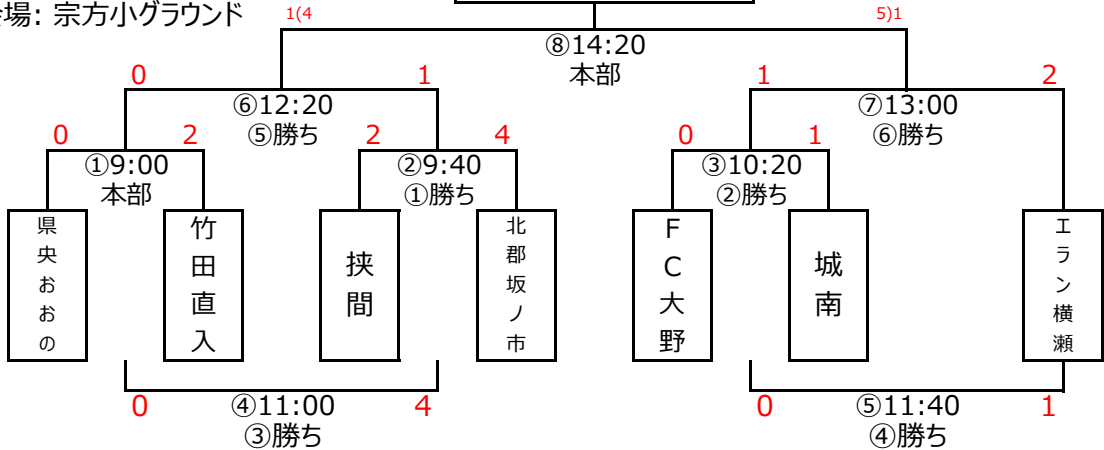 場: 宗方小グラウンド
1(4
5)1
⑧14:20
本部
0
1
1
2
⑥12:20
⑤勝ち
⑦13:00
⑥勝ち
0
2
2
4
0
1
①9:00
本部
②9:40
①勝ち
③10:20
②勝ち
県央おおの
竹田直入
挟間
北郡坂ノ市
FC大野
城南
エラン横瀬
0
④11:00
③勝ち
4
0
⑤11:40
④勝ち
1